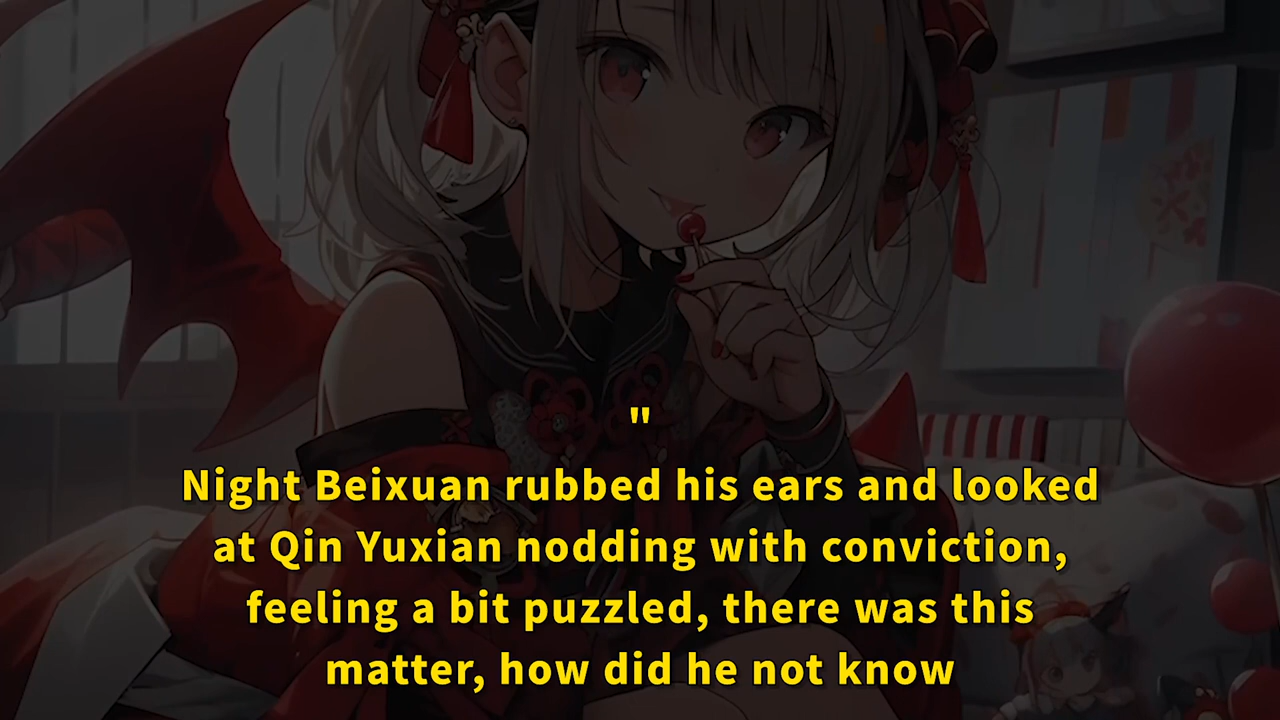 "
Night Beixuan rubbed his ears and looked
at Qin Yuxian nodding with conviction,
feeling a bit puzzled, there was this
matter, how did he not know